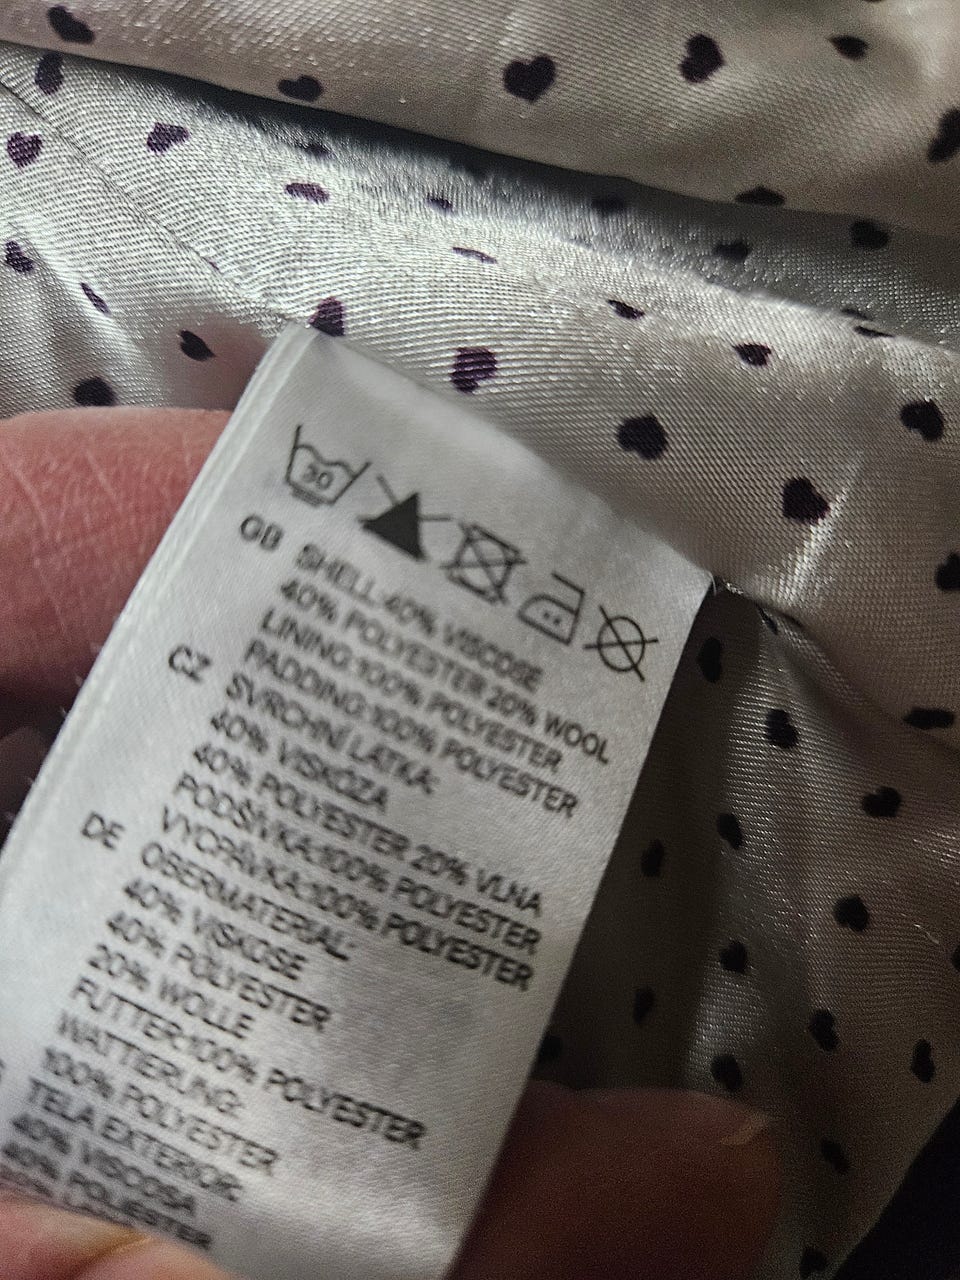 30
GB SHELL:40% VISCOSE
40% POLYESTER 20% WOOL
LINING:100% POLYESTER
PADDING:100% POLYESTER
CZ SVRCHNÍ LÁTKA:
40% VISKÓZA
40% POLYESTER 20% VLNA
PODŠÍVKA:100% POLYESTER
VYCPÁVKA:100% POLYESTER
DE OBERMATERIAL:
40% VISKOSE
40% POLYESTER
20% WOLLE
FUTTER:100% POLYESTER
WATTIERUNG:
100% POLYESTER
TELA EXTERIOR:
40% VISCOSA
40% POLIESTER